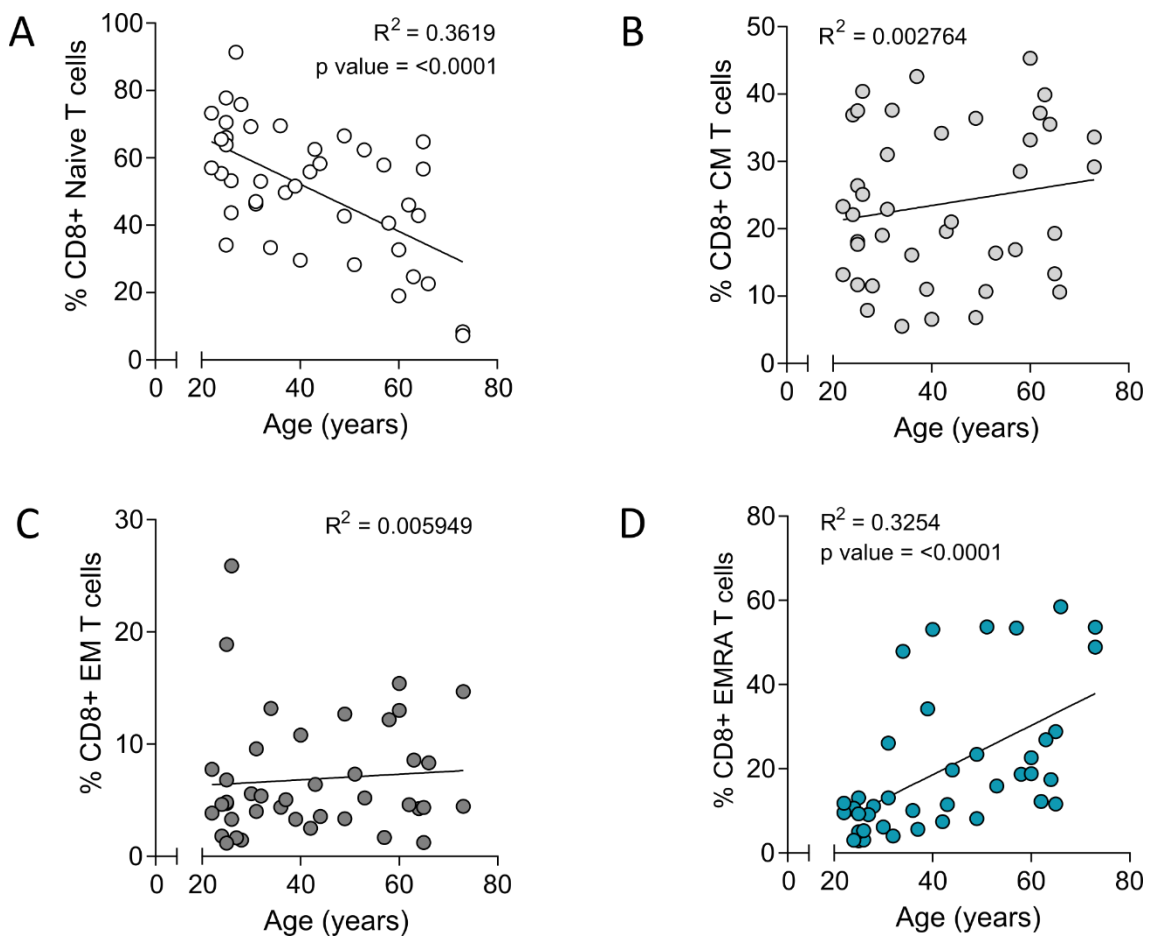 A
R² = 0.3619
p value = <0.0001
% CD8+ Naive T cells
100
80
60
40
20
0
0 20 40 60 80
Age (years)
B
R² = 0.002764
% CD8+ CM T cells
50
40
30
20
10
0
0 20 40 60 80
Age (years)
C
R² = 0.005949
% CD8+ EM T cells
30
20
10
0
0 20 40 60 80
Age (years)
D
R² = 0.3254
p value = <0.0001
% CD8+ EMRA T cells
80
60
40
20
0
0 20 40 60 80
Age (years)